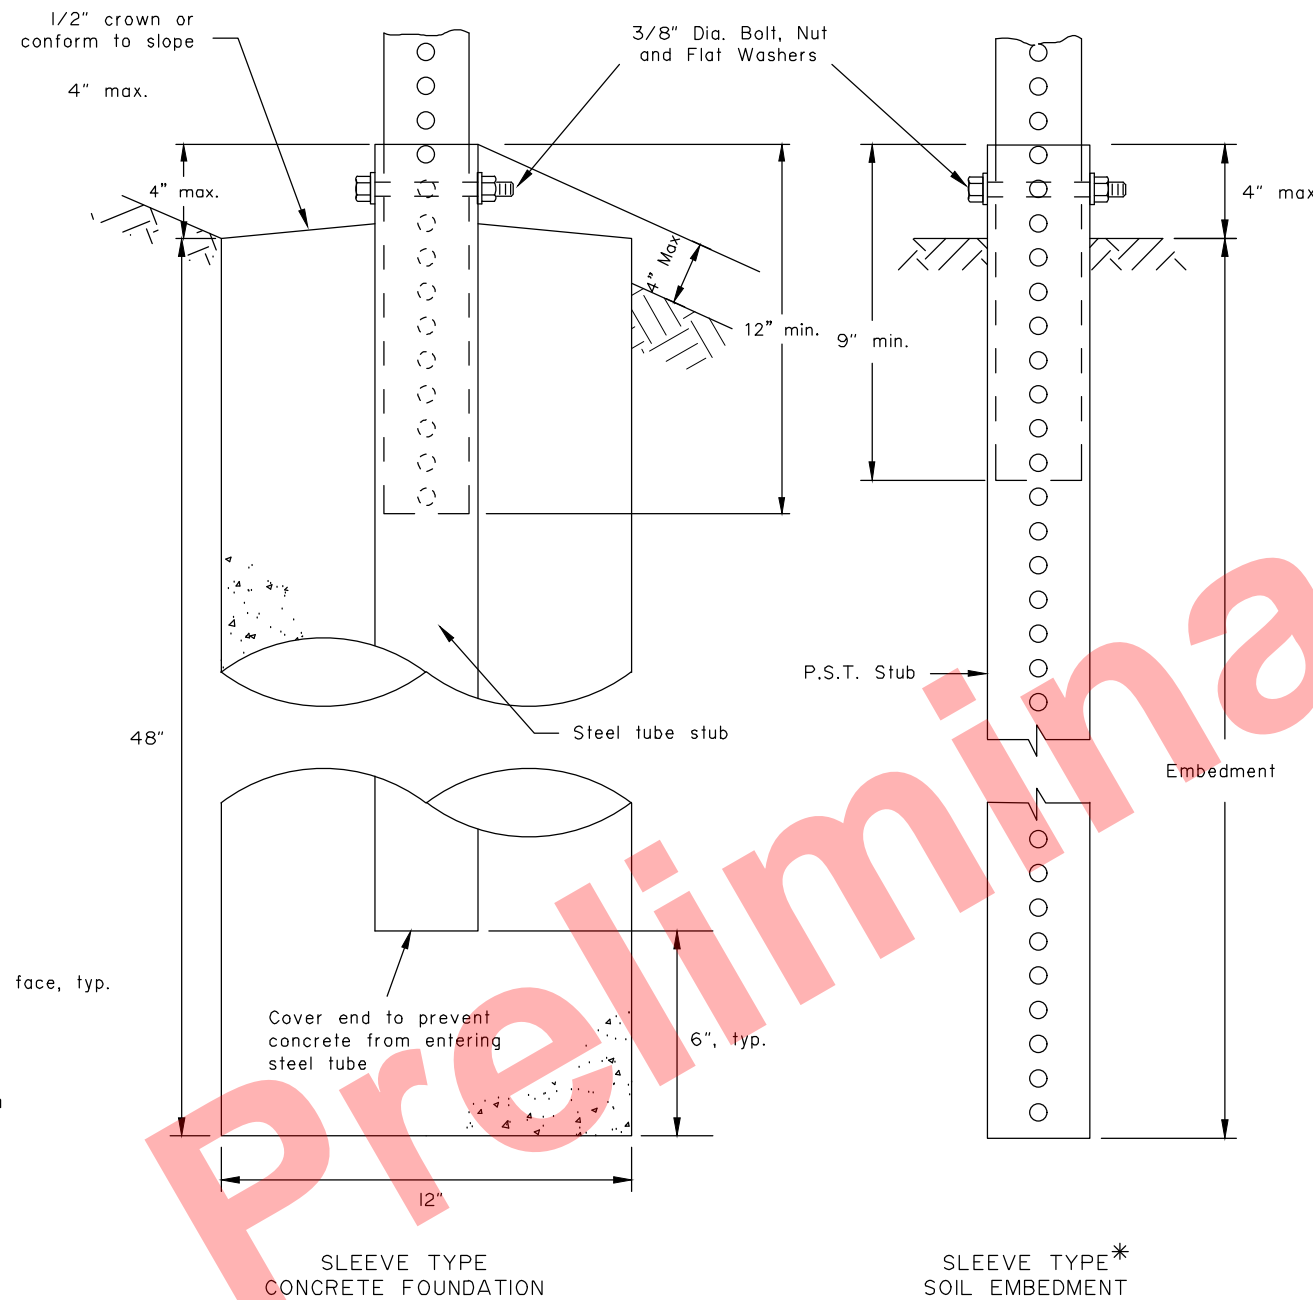 1/2" crown or
conform to slope
4" max.
3/8" Dia. Bolt, Nut
and Flat Washers
4" max.
4" Max
12" min.
9" min.
4" max
P.S.T. Stub
Steel tube stub
48"
Embedment
face, typ.
Cover end to prevent
concrete from entering
steel tube
6", typ.
12"
Prelimina
SLEEVE TYPE
CONCRETE FOUNDATION
SLEEVE TYPE*
SOIL EMBEDMENT